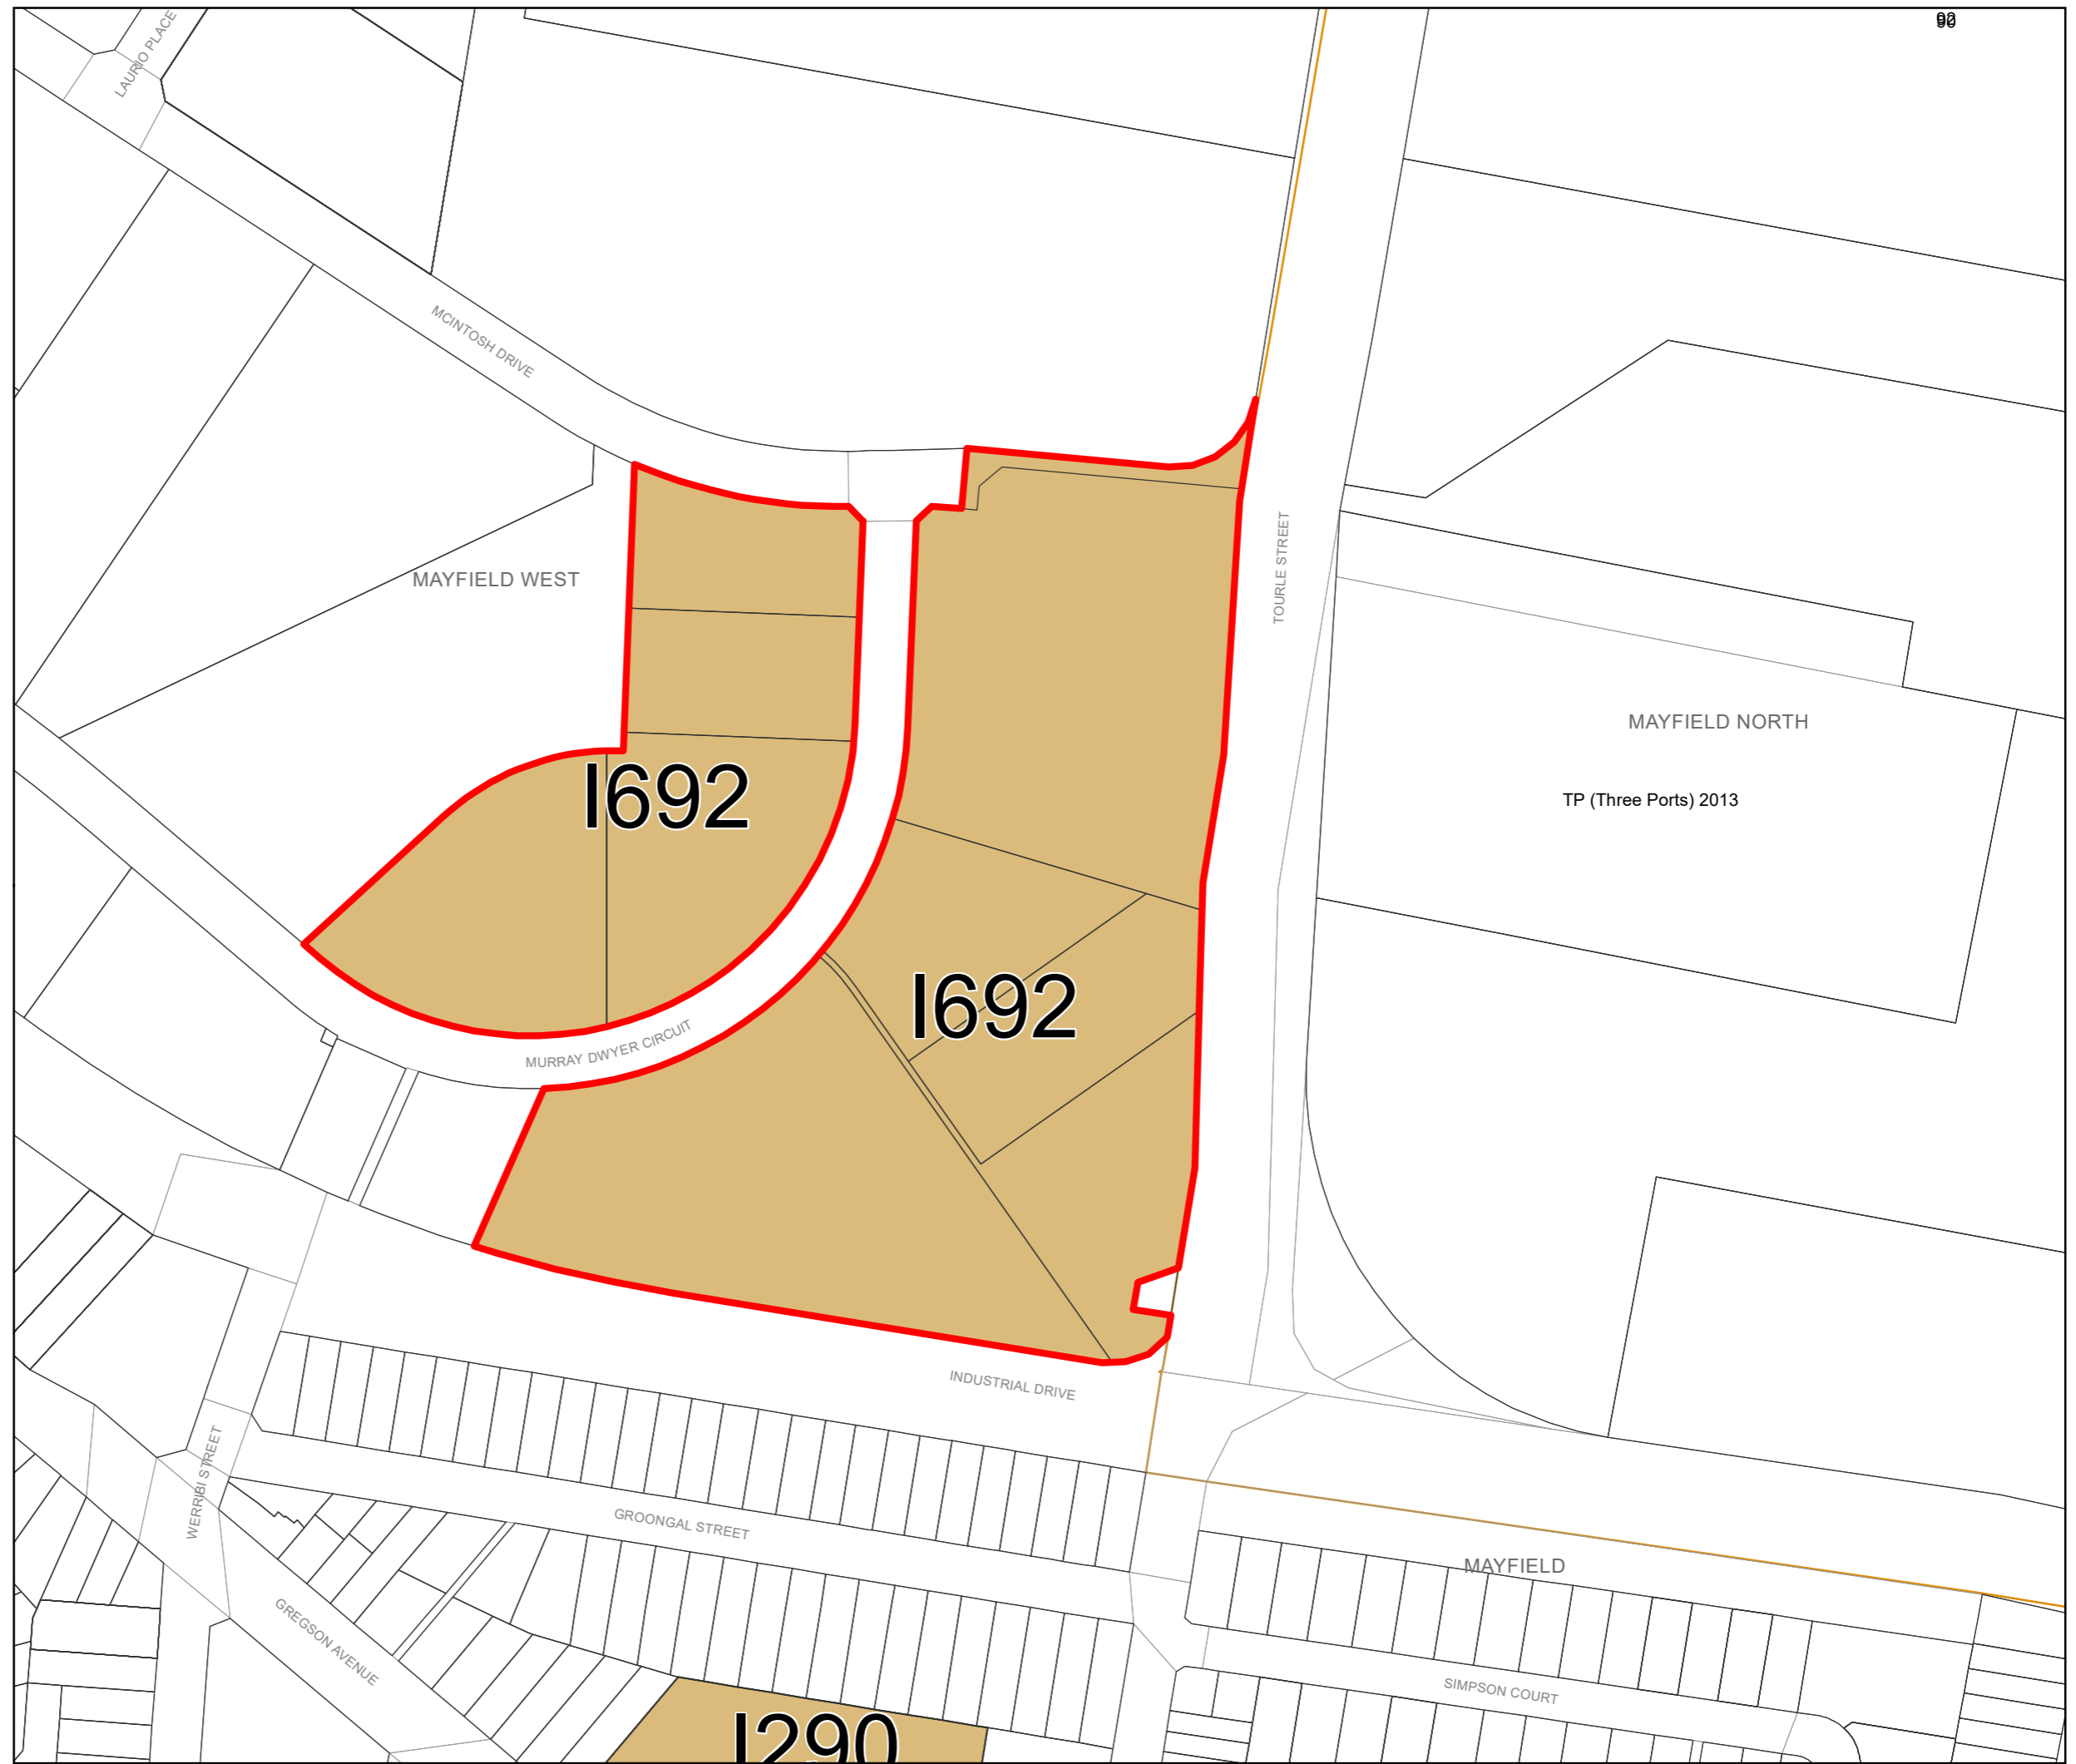 LAURIO PLACE
MCINTOSH DRIVE
MAYFIELD WEST
TOURLE STREET
MAYFIELD NORTH
TP (Three Ports) 2013
I692
I692
MURRAY DWYER CIRCUIT
INDUSTRIAL DRIVE
WERRIBI STREET
GROONGAL STREET
MAYFIELD
GREGSON AVENUE
SIMPSON COURT
I290